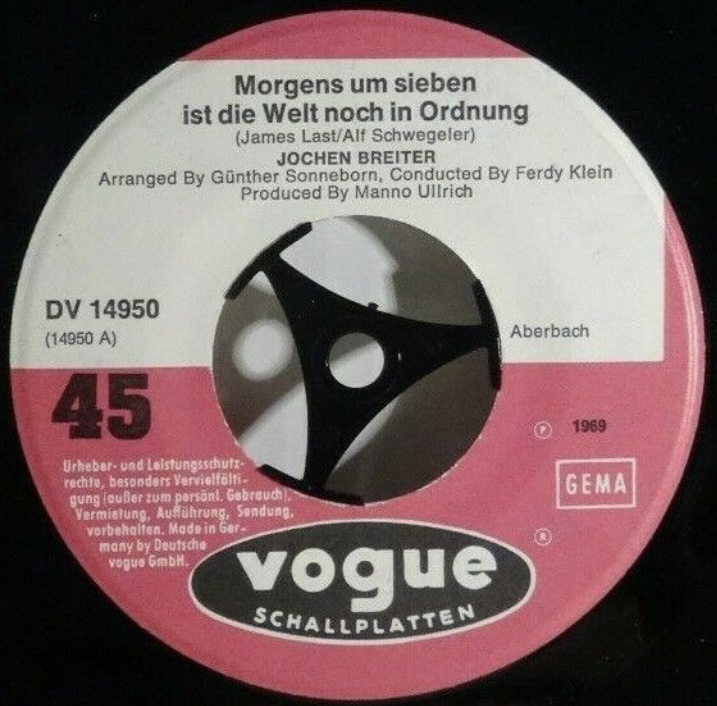 Morgens um sieben
ist die Welt noch in Ordnung
(James Last/Alf Schwegeler)
JOCHEN BREITER
Arranged By Günther Sonneborn, Conducted By Ferdy Klein
Produced By Manno Ullrich
DV 14950
(14950 A)
Aberbach
45
Ⓟ 1969
GEMA
Urheber- und Leistungsschutz-
rechte, besonders Vervielfälti-
gung (außer zum persönl. Gebrauch),
Vermietung, Aufführung, Sendung,
vorbehalten. Made in Ger-
many by Deutsche
vogue GmbH.
®
vogue
SCHALLPLATTEN